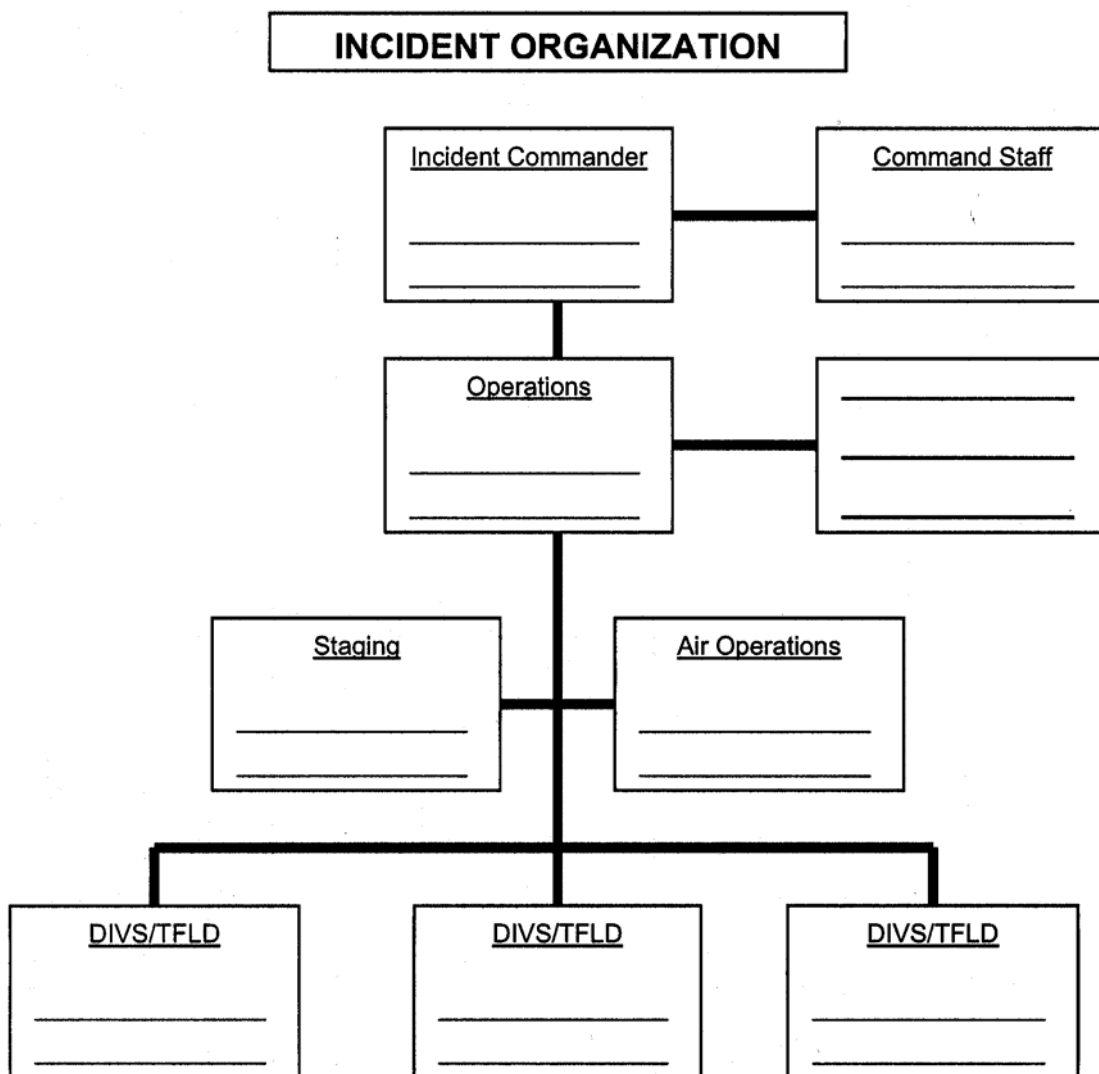 INCIDENT ORGANIZATION
Incident Commander
Command Staff
Operations
Staging
Air Operations
DIVS/TFLD
DIVS/TFLD
DIVS/TFLD